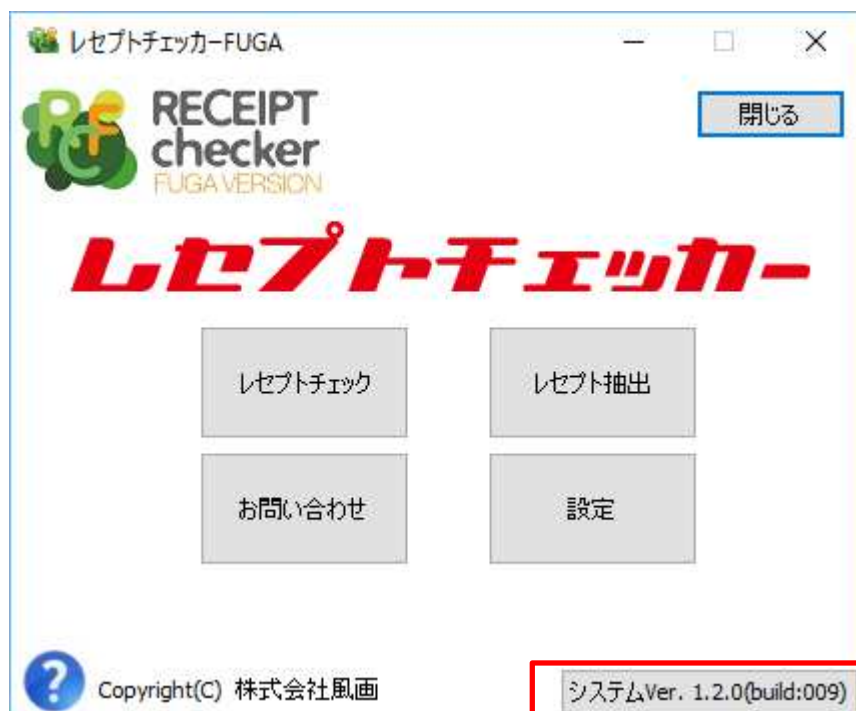 レセプトチェッカーFUGA
RCF
RECEIPT
checker
FUGA VERSION
閉じる
レセプトチェッカー
レセプトチェック
レセプト抽出
お問い合わせ
設定
?
Copyright(C) 株式会社風画
システムVer. 1.2.0(build:009)